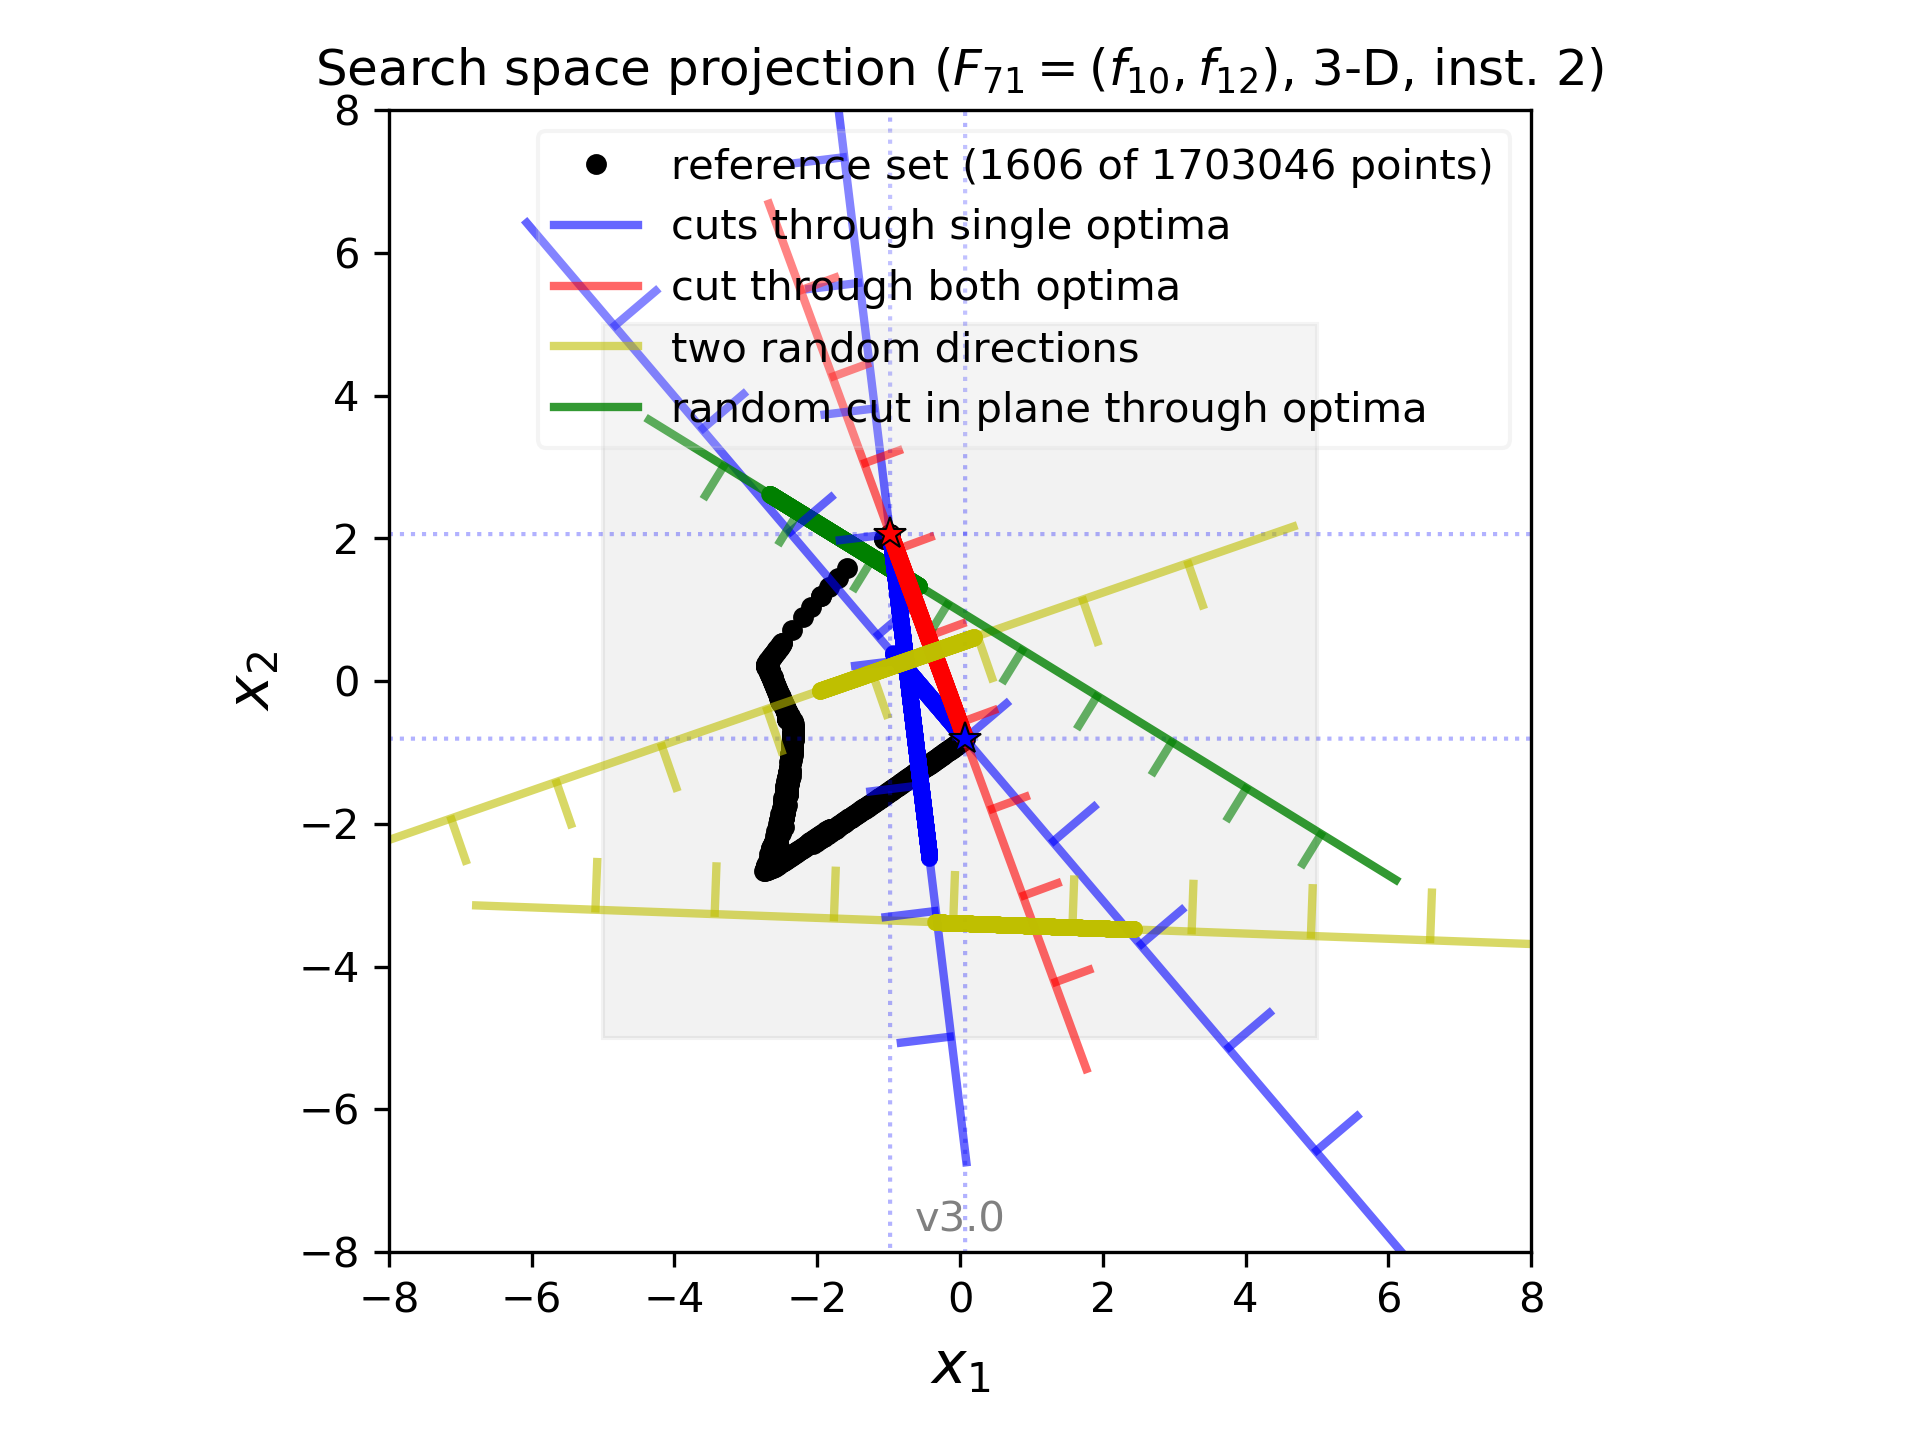 Search space projection (F71 = (f10, f12), 3-D, inst. 2)
reference set (1606 of 1703046 points)
cuts through single optima
cut through both optima
two random directions
random cut in plane through optima
8
6
4
2
0
−2
−4
−6
−8
x2
v3.0
−8 −6 −4 −2 0 2 4 6 8
x1